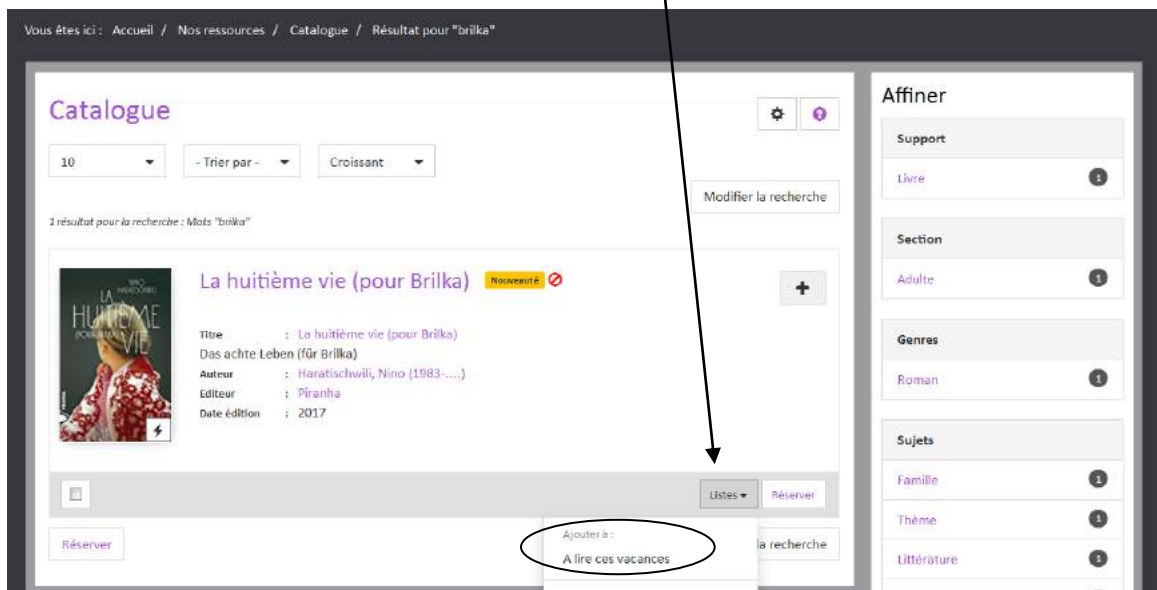 Vous êtes ici : Accueil / Nos ressources / Catalogue / Résultat pour "brilka"
Catalogue
10
- Trier par -
Croissant
Modifier la recherche
1 résultat pour la recherche : Mots "brilka"
LA
HUITIÈME
VIE
La huitième vie (pour Brilka) Nouveauté
Titre : La huitième vie (pour Brilka)
Das achte Leben (für Brilka)
Auteur : Haratischwili, Nino (1983-....)
Editeur : Piranha
Date édition : 2017
Listes
Réserver
Réserver
Ajouter à :
A lire ces vacances
la recherche
Affiner
Support
Livre 1
Section
Adulte 1
Genres
Roman 1
Sujets
Famille 1
Thème 1
Littérature 1